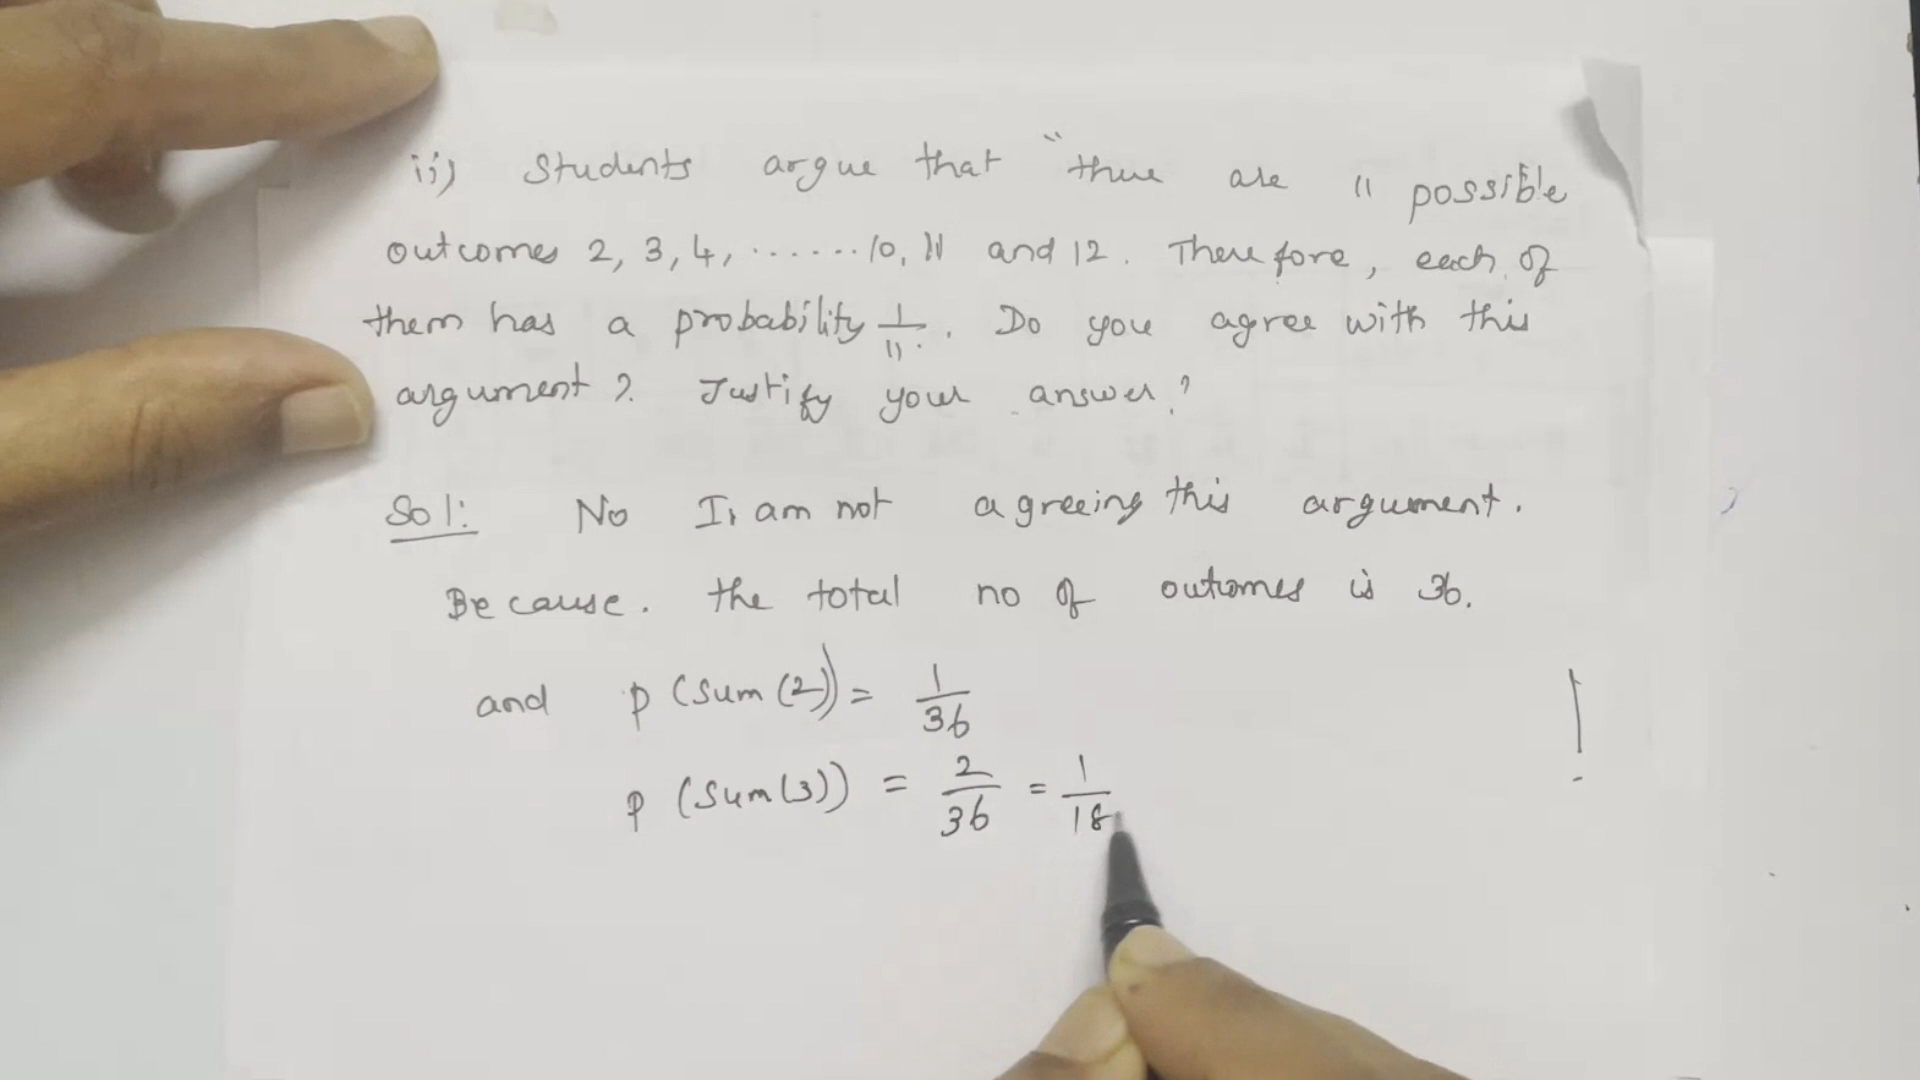 ii) Students argue that "there are 11 possible
outcomes 2, 3, 4, ...... 10, 11 and 12. Therefore, each of
them has a probability 1/11. Do you agree with this
argument? Justify your answer?
Sol: No I, am not agreeing this argument.
Because. the total no of outcomes is 36.
and P (Sum (2)) = 1/36
P (Sum(3)) = 2/36 = 1/18